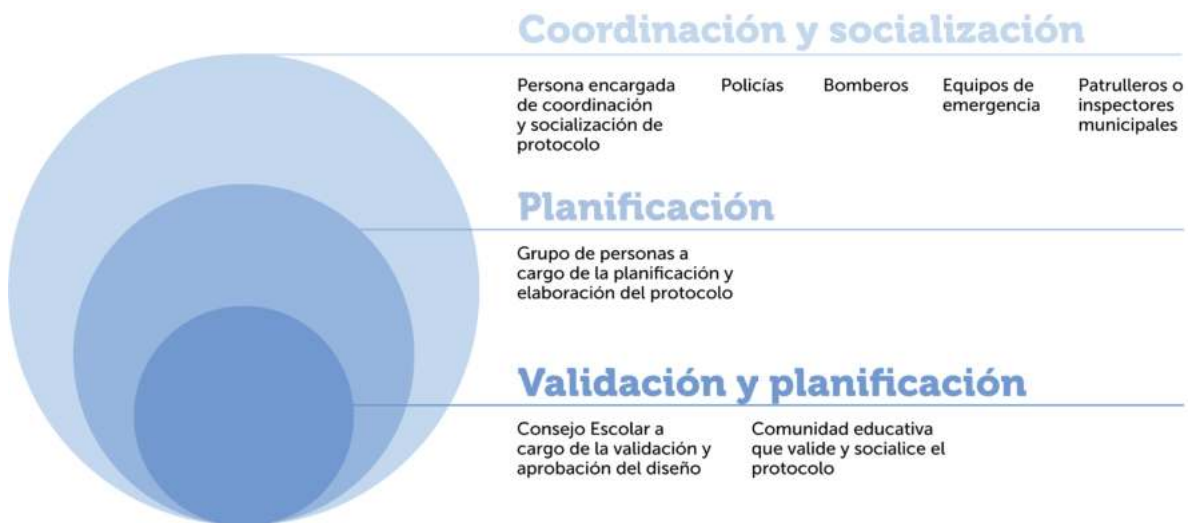 Coordinación y socialización
Persona encargada
de coordinación
y socialización de
protocolo
Policías
Bomberos
Equipos de
emergencia
Patrulleros o
inspectores
municipales
Planificación
Grupo de personas a
cargo de la planificación y
elaboración del protocolo
Validación y planificación
Consejo Escolar a
cargo de la validación y
aprobación del diseño
Comunidad educativa
que valide y socialice el
protocolo